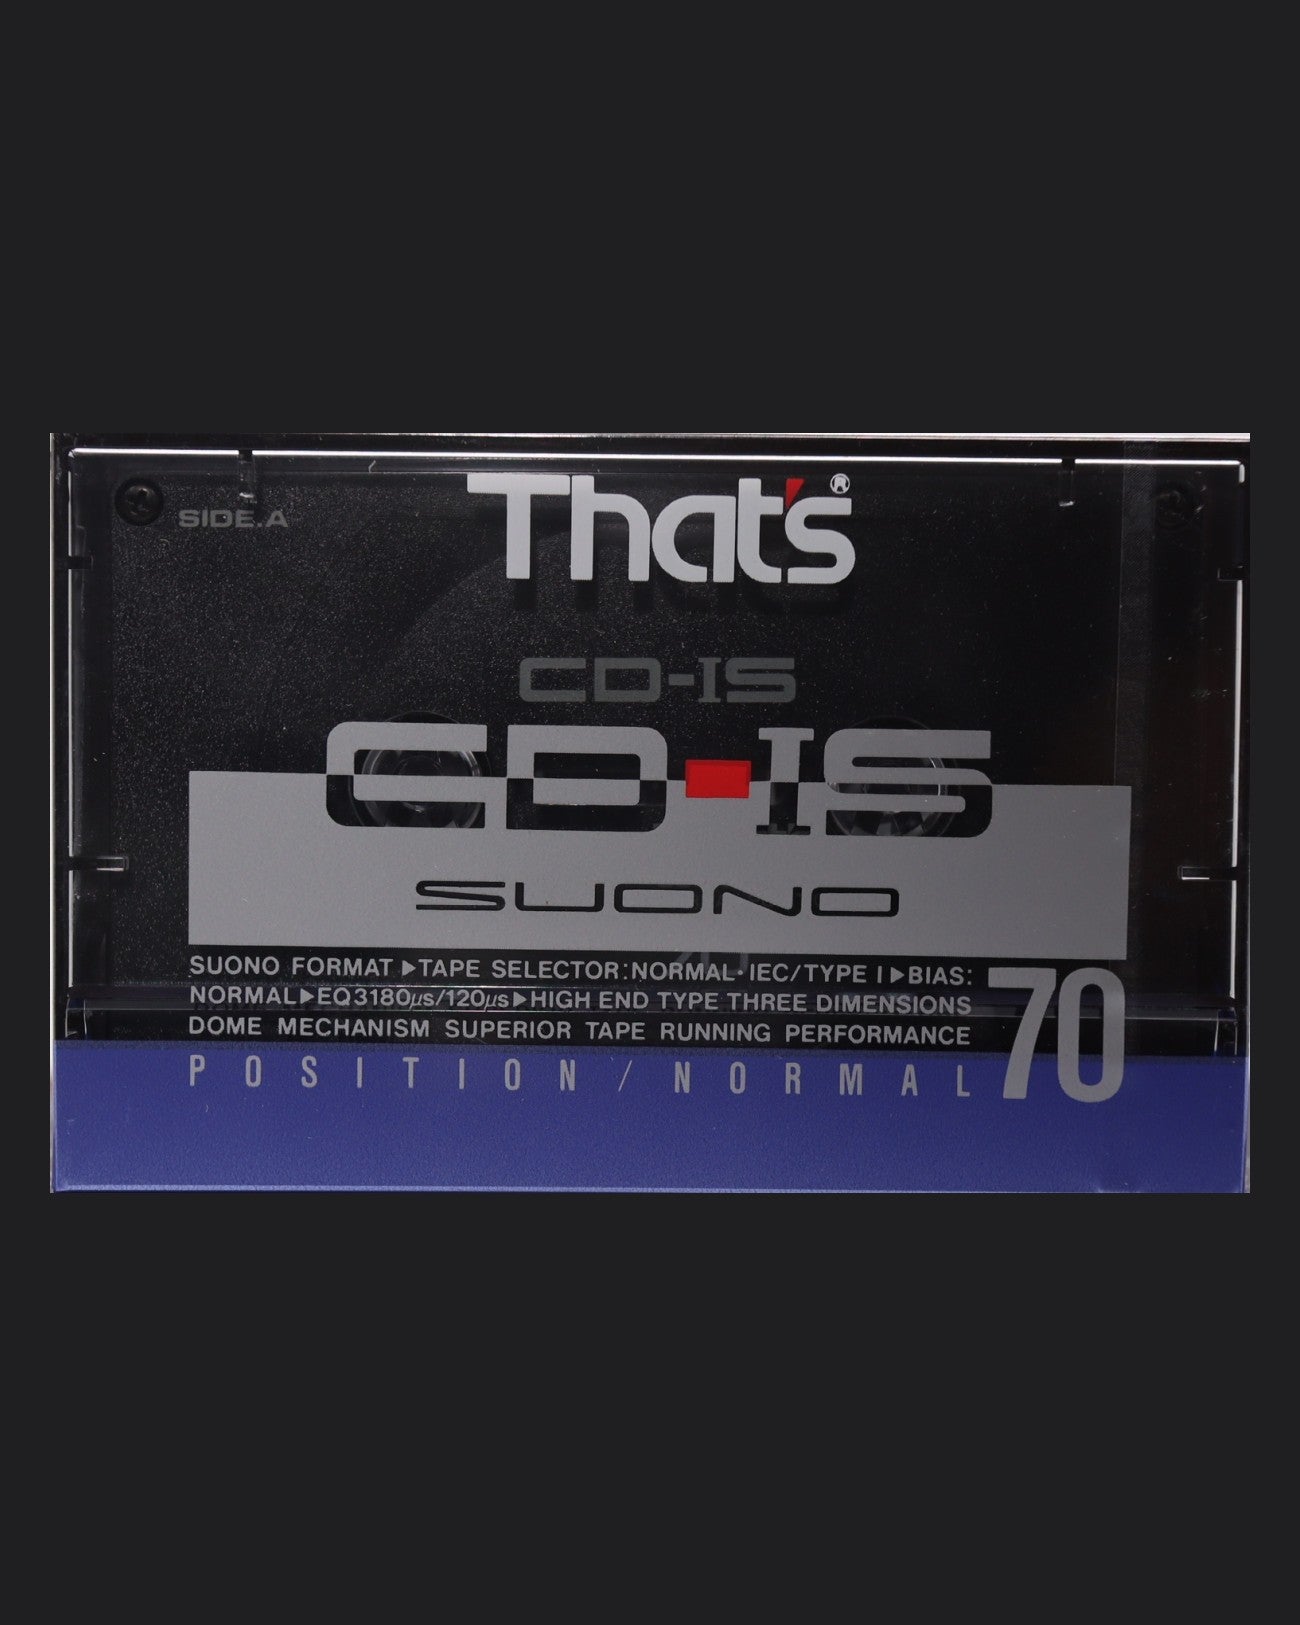 That's®
SIDE.A
CD-IS
CD-IS
SUONO
SUONO FORMAT ▶TAPE SELECTOR:NORMAL·IEC/TYPE I▶BIAS:
NORMAL▶EQ3180µs/120µs▶HIGH END TYPE THREE DIMENSIONS
DOME MECHANISM SUPERIOR TAPE RUNNING PERFORMANCE
70
POSITION/NORMAL